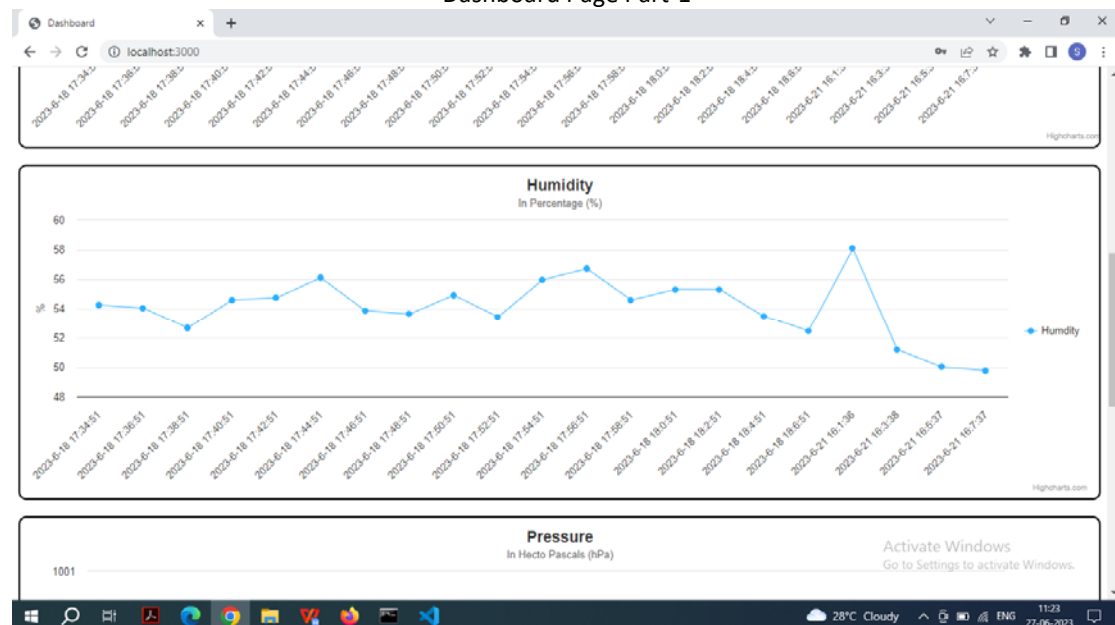 Dashboard
localhost:3000
S
Highcharts.com
Humidity
In Percentage (%)
60
58
56
54
52
50
48
%
Humdity
2023-6-18 17:34:51
2023-6-18 17:36:51
2023-6-18 17:38:51
2023-6-18 17:40:51
2023-6-18 17:42:51
2023-6-18 17:44:51
2023-6-18 17:46:51
2023-6-18 17:48:51
2023-6-18 17:50:51
2023-6-18 17:52:51
2023-6-18 17:54:51
2023-6-18 17:56:51
2023-6-18 17:58:51
2023-6-18 18:0:51
2023-6-18 18:2:51
2023-6-18 18:4:51
2023-6-18 18:6:51
2023-6-21 16:1:36
2023-6-21 16:3:38
2023-6-21 16:5:37
2023-6-21 16:7:37
Highcharts.com
Pressure
In Hecto Pascals (hPa)
1001
Activate Windows
Go to Settings to activate Windows.
28°C Cloudy
ENG
11:23
27-06-2023